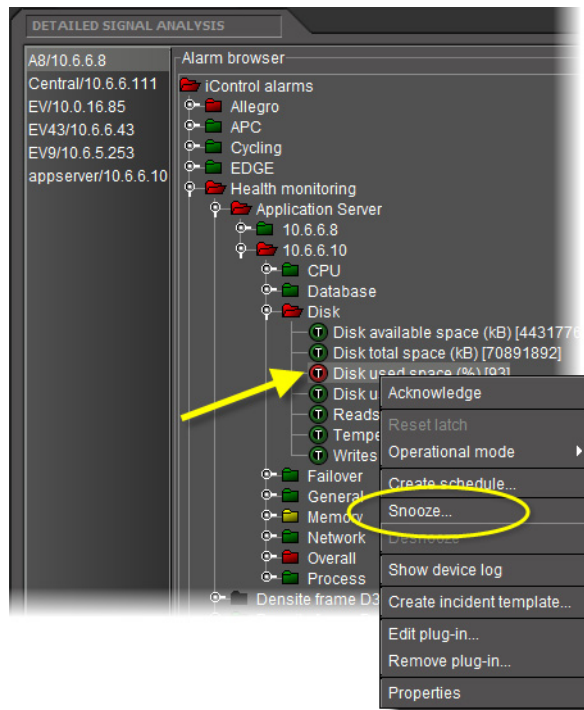 DETAILED SIGNAL ANALYSIS
A8/10.6.6.8
Central/10.6.6.111
EV/10.0.16.85
EV43/10.6.6.43
EV9/10.6.5.253
appserver/10.6.6.10
Alarm browser
iControl alarms
Allegro
APC
Cycling
EDGE
Health monitoring
Application Server
10.6.6.8
10.6.6.10
CPU
Database
Disk
T Disk available space (kB) [4431776
T Disk total space (kB) [70891892]
T Disk used space (%) [93]
T Disk u
T Reads
T Tempe
T Writes
Failover
General
Memory
Network
Overall
Process
Densite frame D3
Acknowledge
Reset latch
Operational mode
Create schedule...
Snooze...
Desnooze
Show device log
Create incident template...
Edit plug-in...
Remove plug-in...
Properties